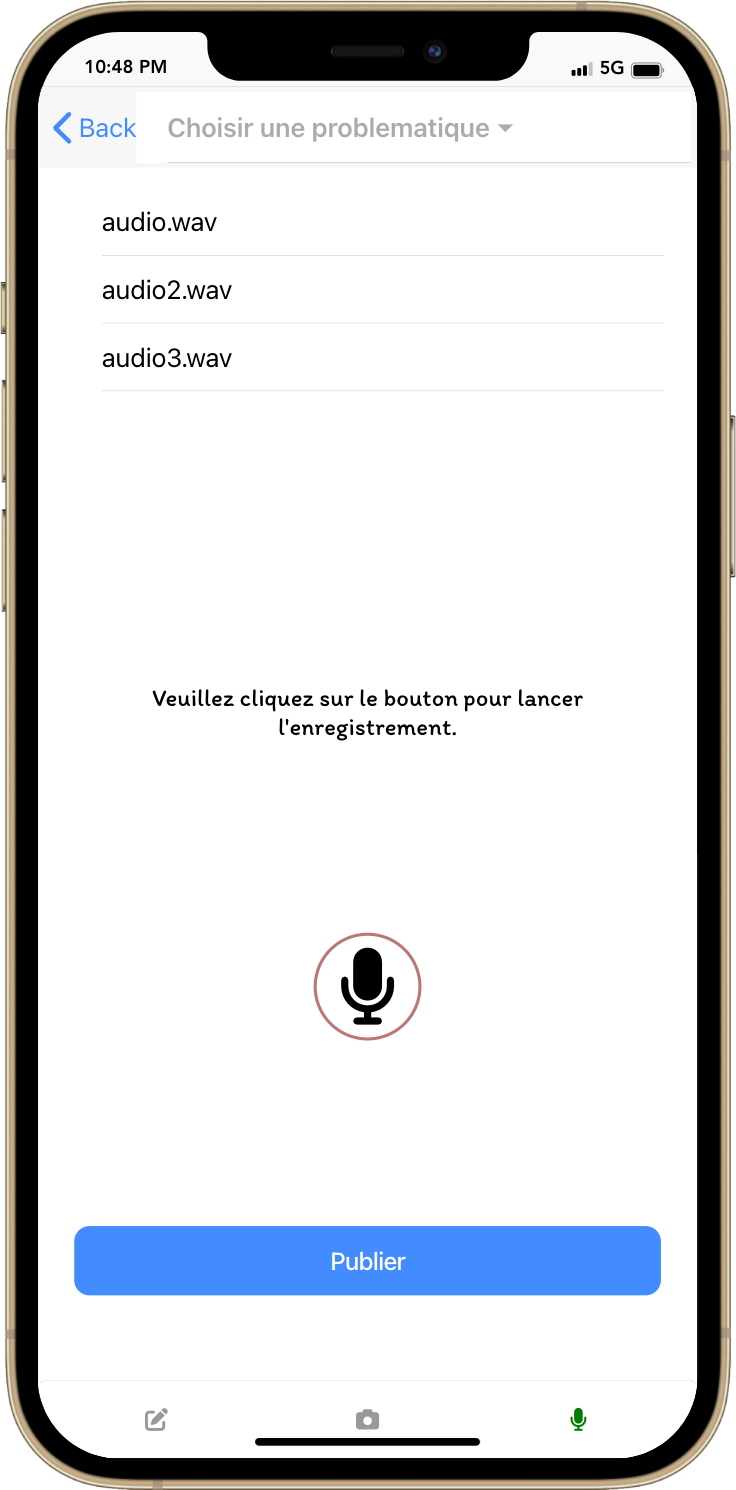 10:48 PM 5G
Back Choisir une problematique
audio.wav
audio2.wav
audio3.wav
Veuillez cliquez sur le bouton pour lancer
l'enregistrement.
Publier